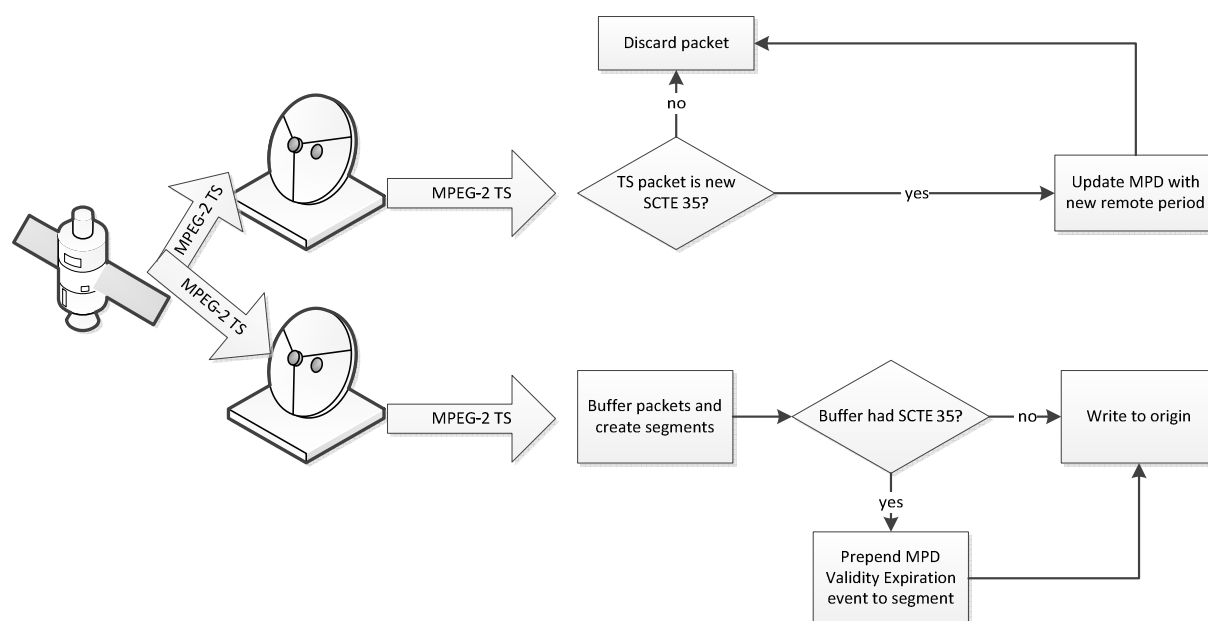 Discard packet
no
TS packet is new
SCTE 35?
yes
Update MPD with
new remote period
MPEG-2 TS
MPEG-2 TS
MPEG-2 TS
MPEG-2 TS
Buffer packets and
create segments
Buffer had SCTE 35?
no
Write to origin
yes
Prepend MPD
Validity Expiration
event to segment